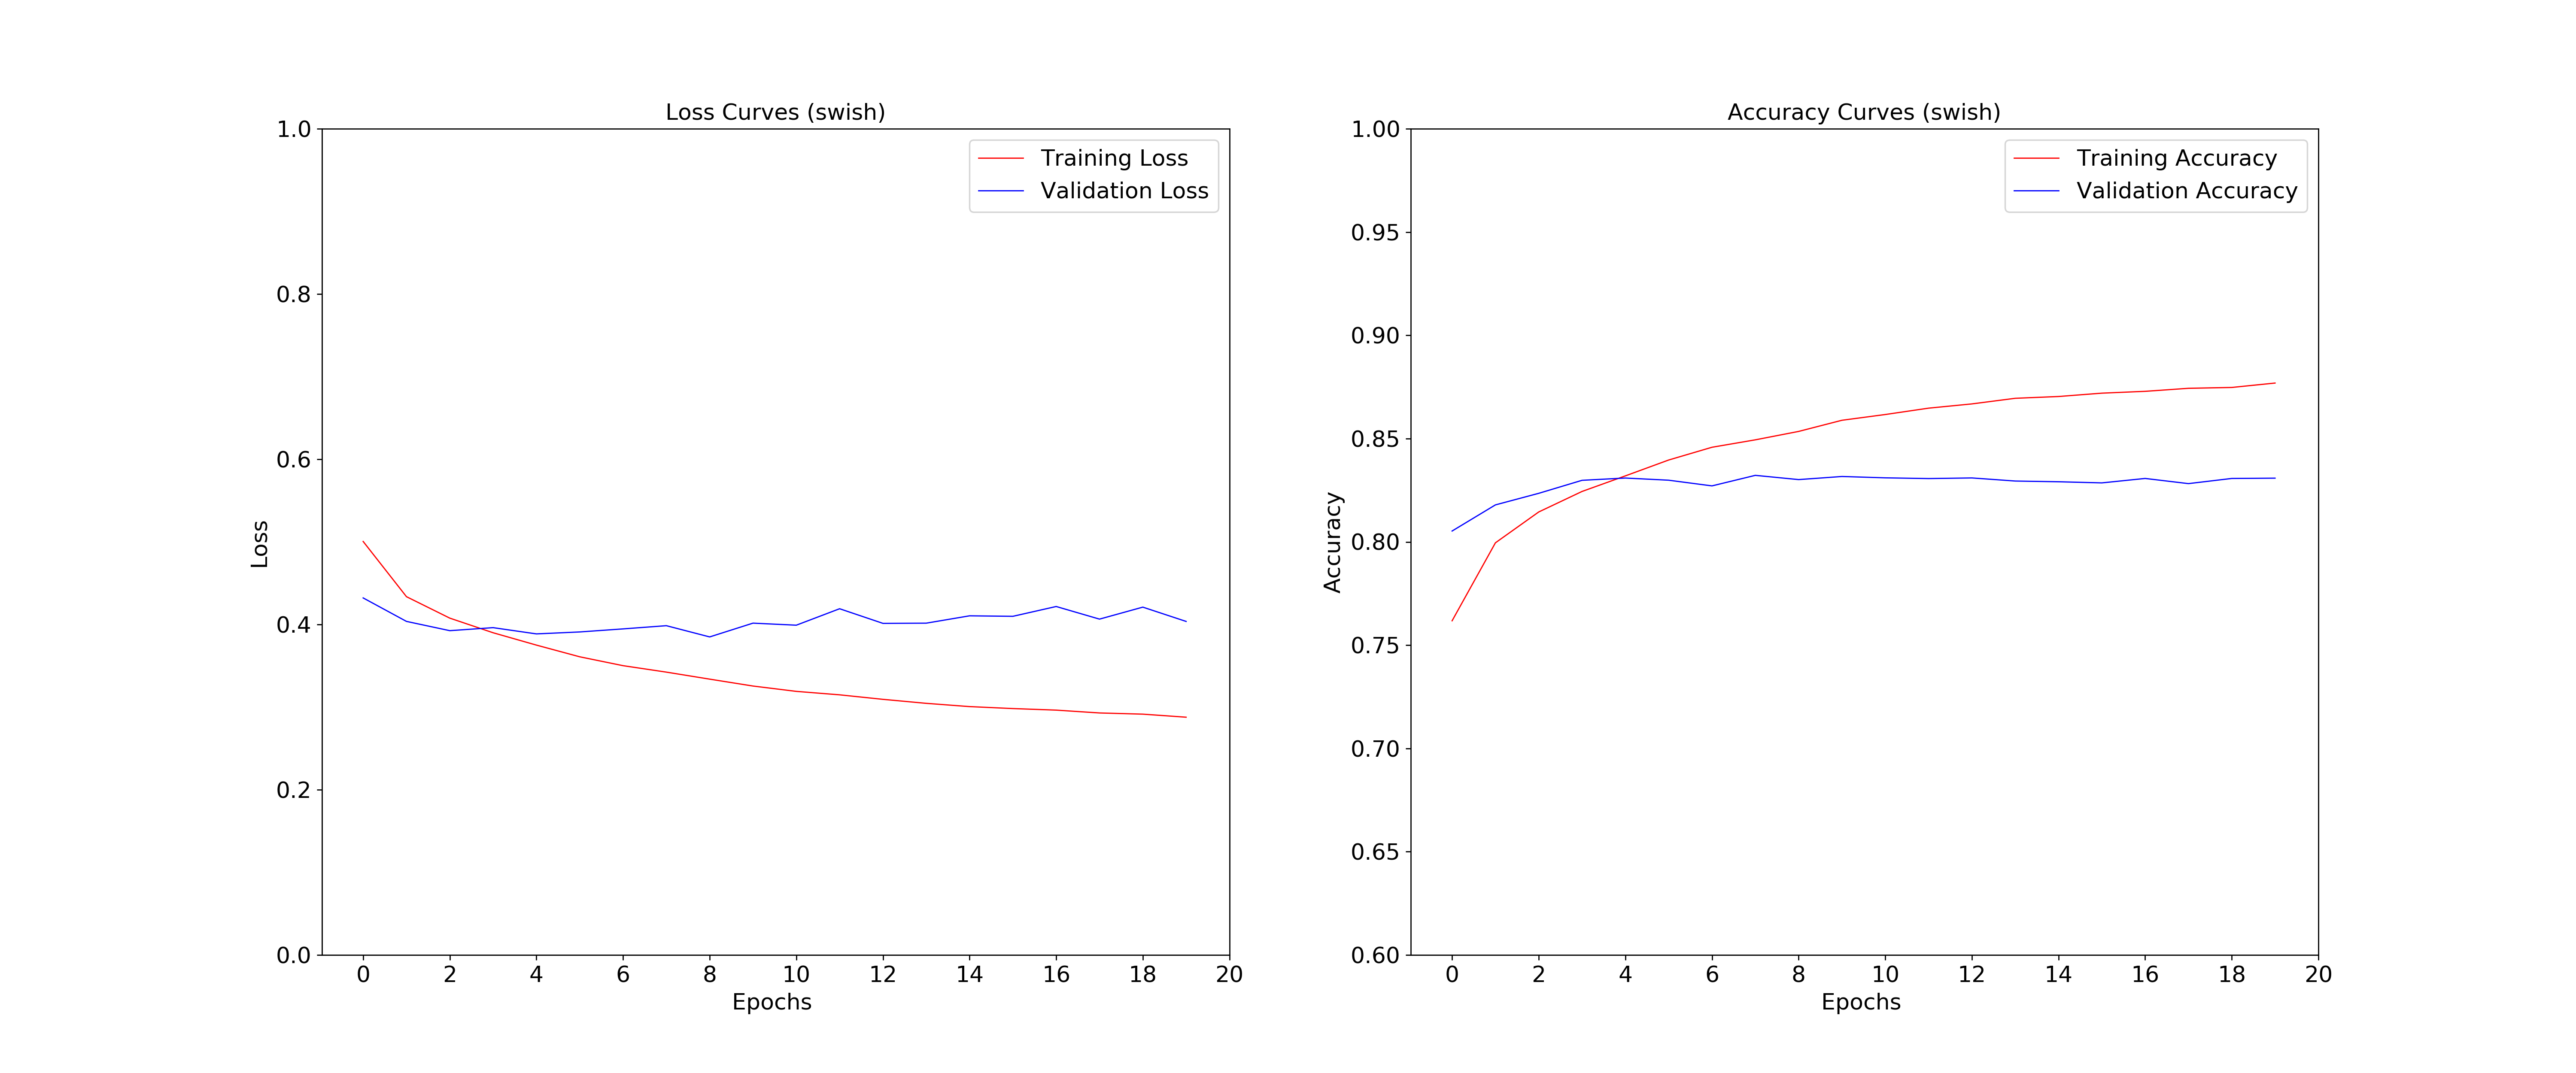 Loss Curves (swish)
1.0
0.8
0.6
0.4
0.2
0.0
Loss
Training Loss
Validation Loss
0 2 4 6 8 10 12 14 16 18 20
Epochs
Accuracy Curves (swish)
1.00
0.95
0.90
0.85
0.80
0.75
0.70
0.65
0.60
Accuracy
Training Accuracy
Validation Accuracy
0 2 4 6 8 10 12 14 16 18 20
Epochs